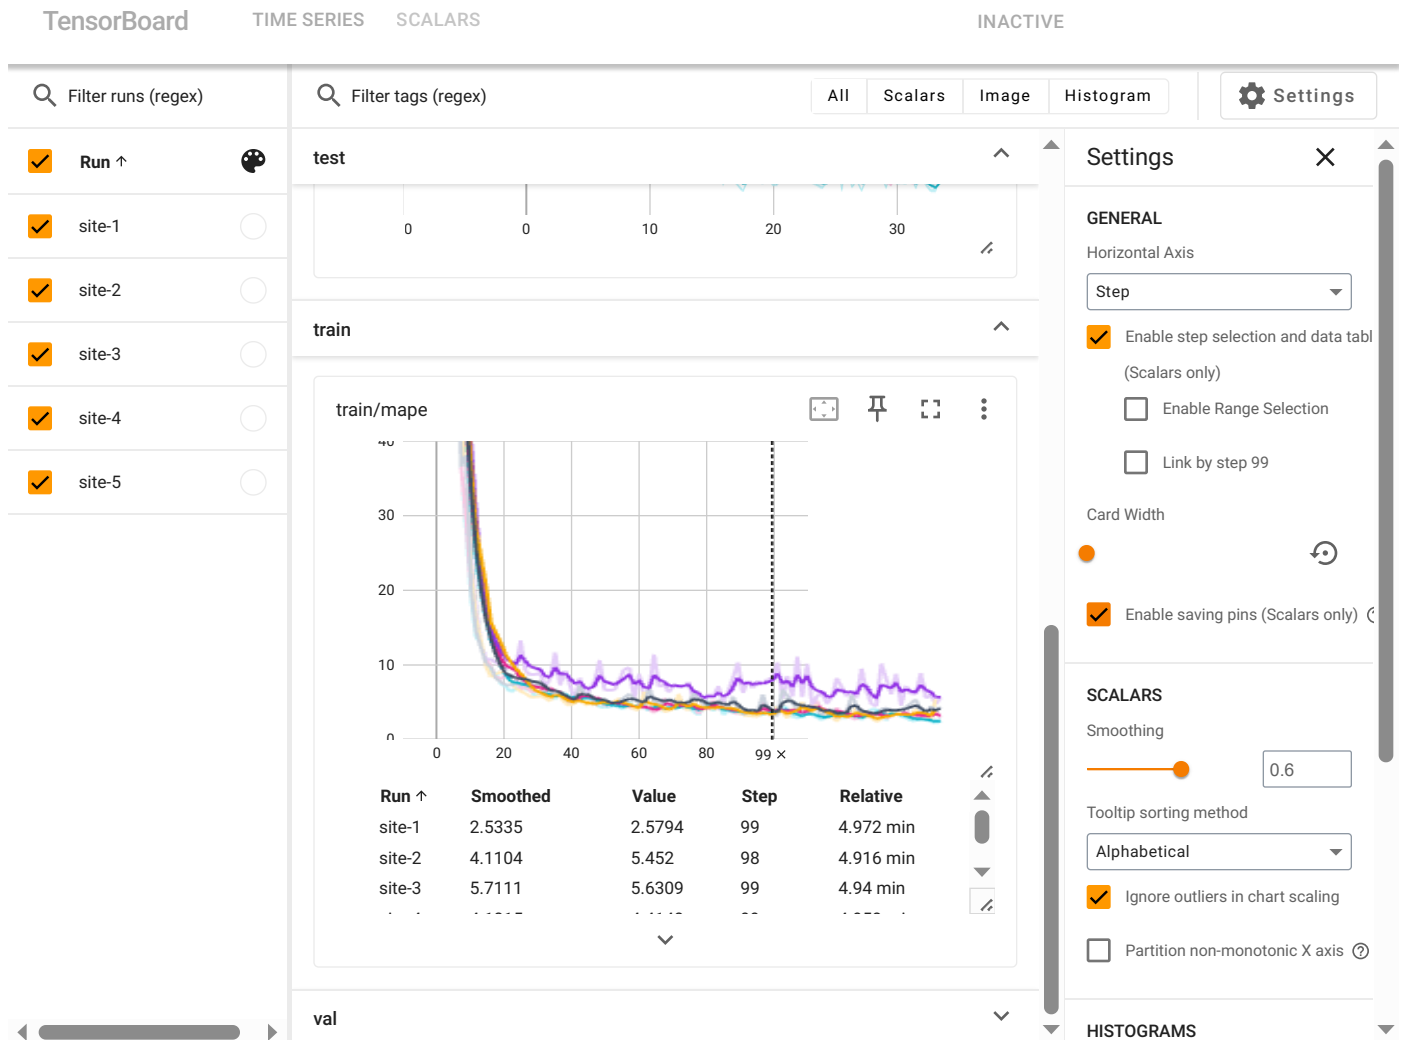 TensorBoard TIME SERIES SCALARS INACTIVE
Filter runs (regex) Filter tags (regex) All Scalars Image Histogram Settings
Run
site-1
site-2
site-3
site-4
site-5
test
0 0 10 20 30
train
train/mape
40
30
20
10
0
0 20 40 60 80 99 ×
Run Smoothed Value Step Relative
site-1 2.5335 2.5794 99 4.972 min
site-2 4.1104 5.452 98 4.916 min
site-3 5.7111 5.6309 99 4.94 min
val
Settings
GENERAL
Horizontal Axis
Step
Enable step selection and data tabl
(Scalars only)
Enable Range Selection
Link by step 99
Card Width
Enable saving pins (Scalars only)
SCALARS
Smoothing
0.6
Tooltip sorting method
Alphabetical
Ignore outliers in chart scaling
Partition non-monotonic X axis
HISTOGRAMS